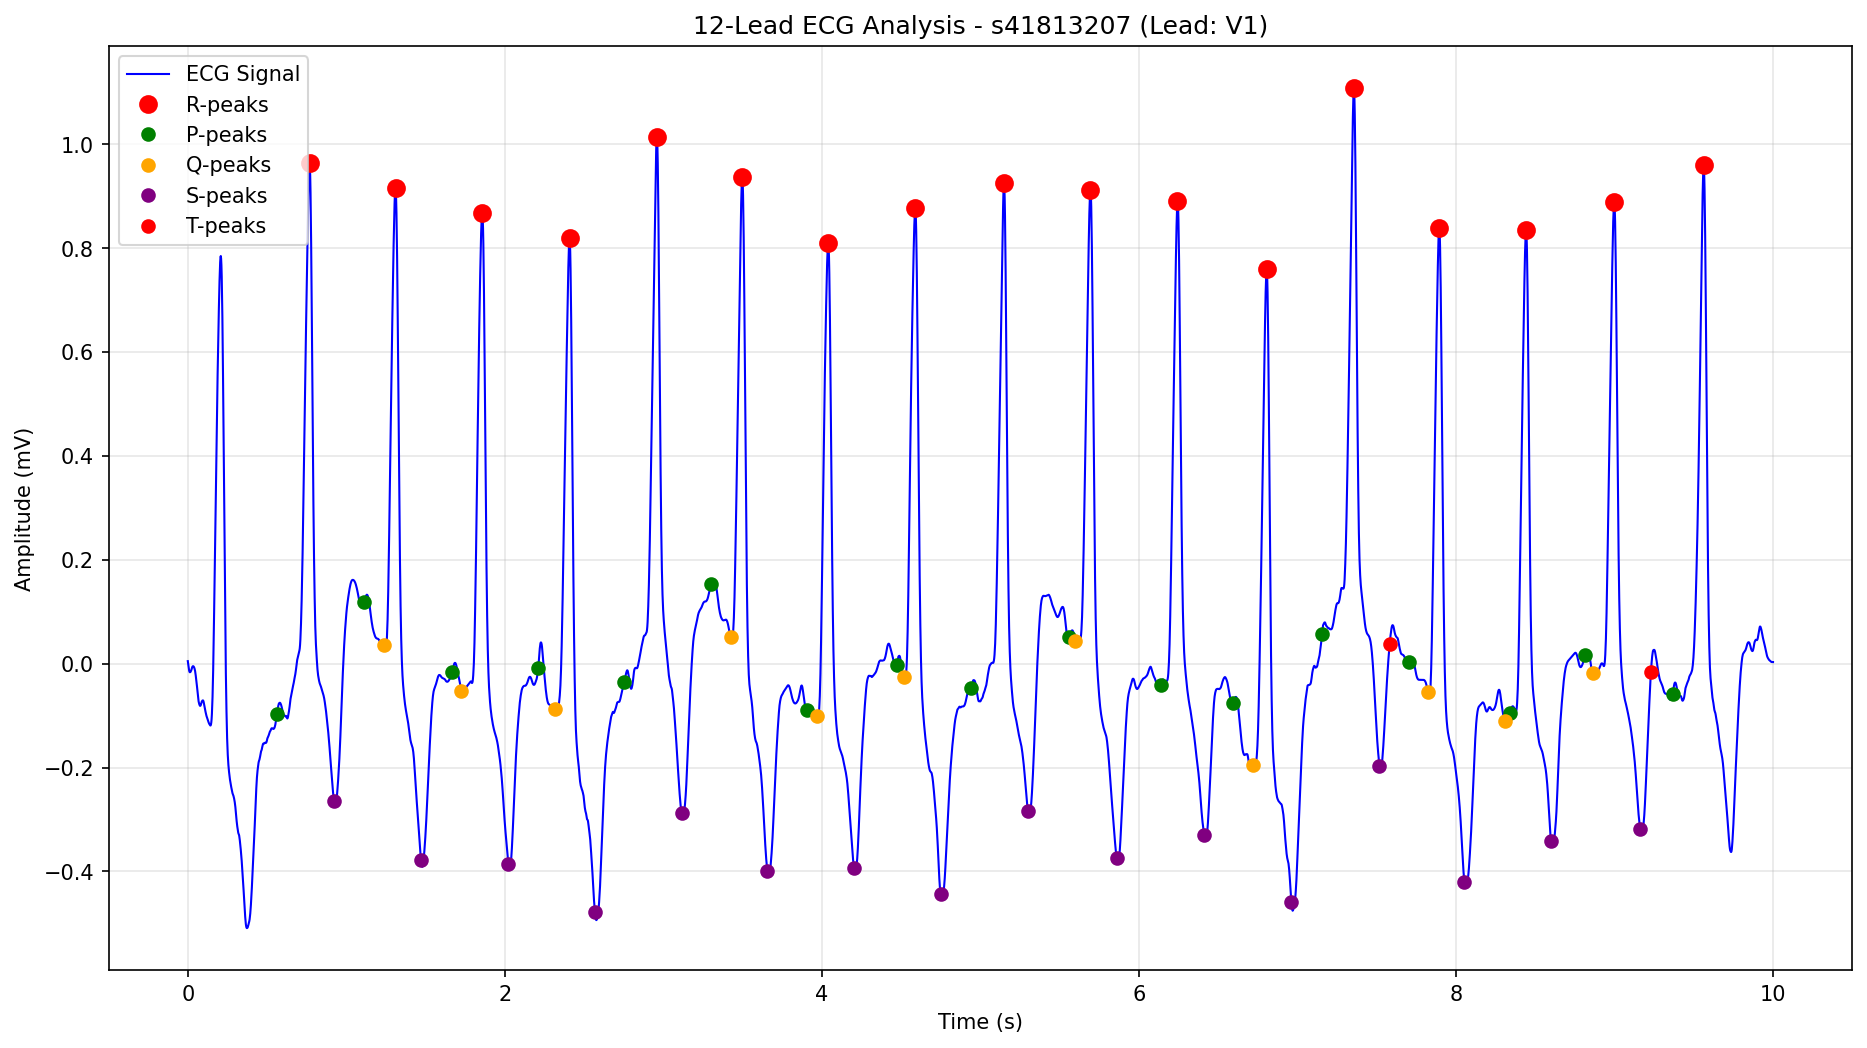 12-Lead ECG Analysis - s41813207 (Lead: V1)
ECG Signal
R-peaks
P-peaks
Q-peaks
S-peaks
T-peaks
Amplitude (mV)
1.0
0.8
0.6
0.4
0.2
0.0
−0.2
−0.4
0 2 4 6 8 10
Time (s)